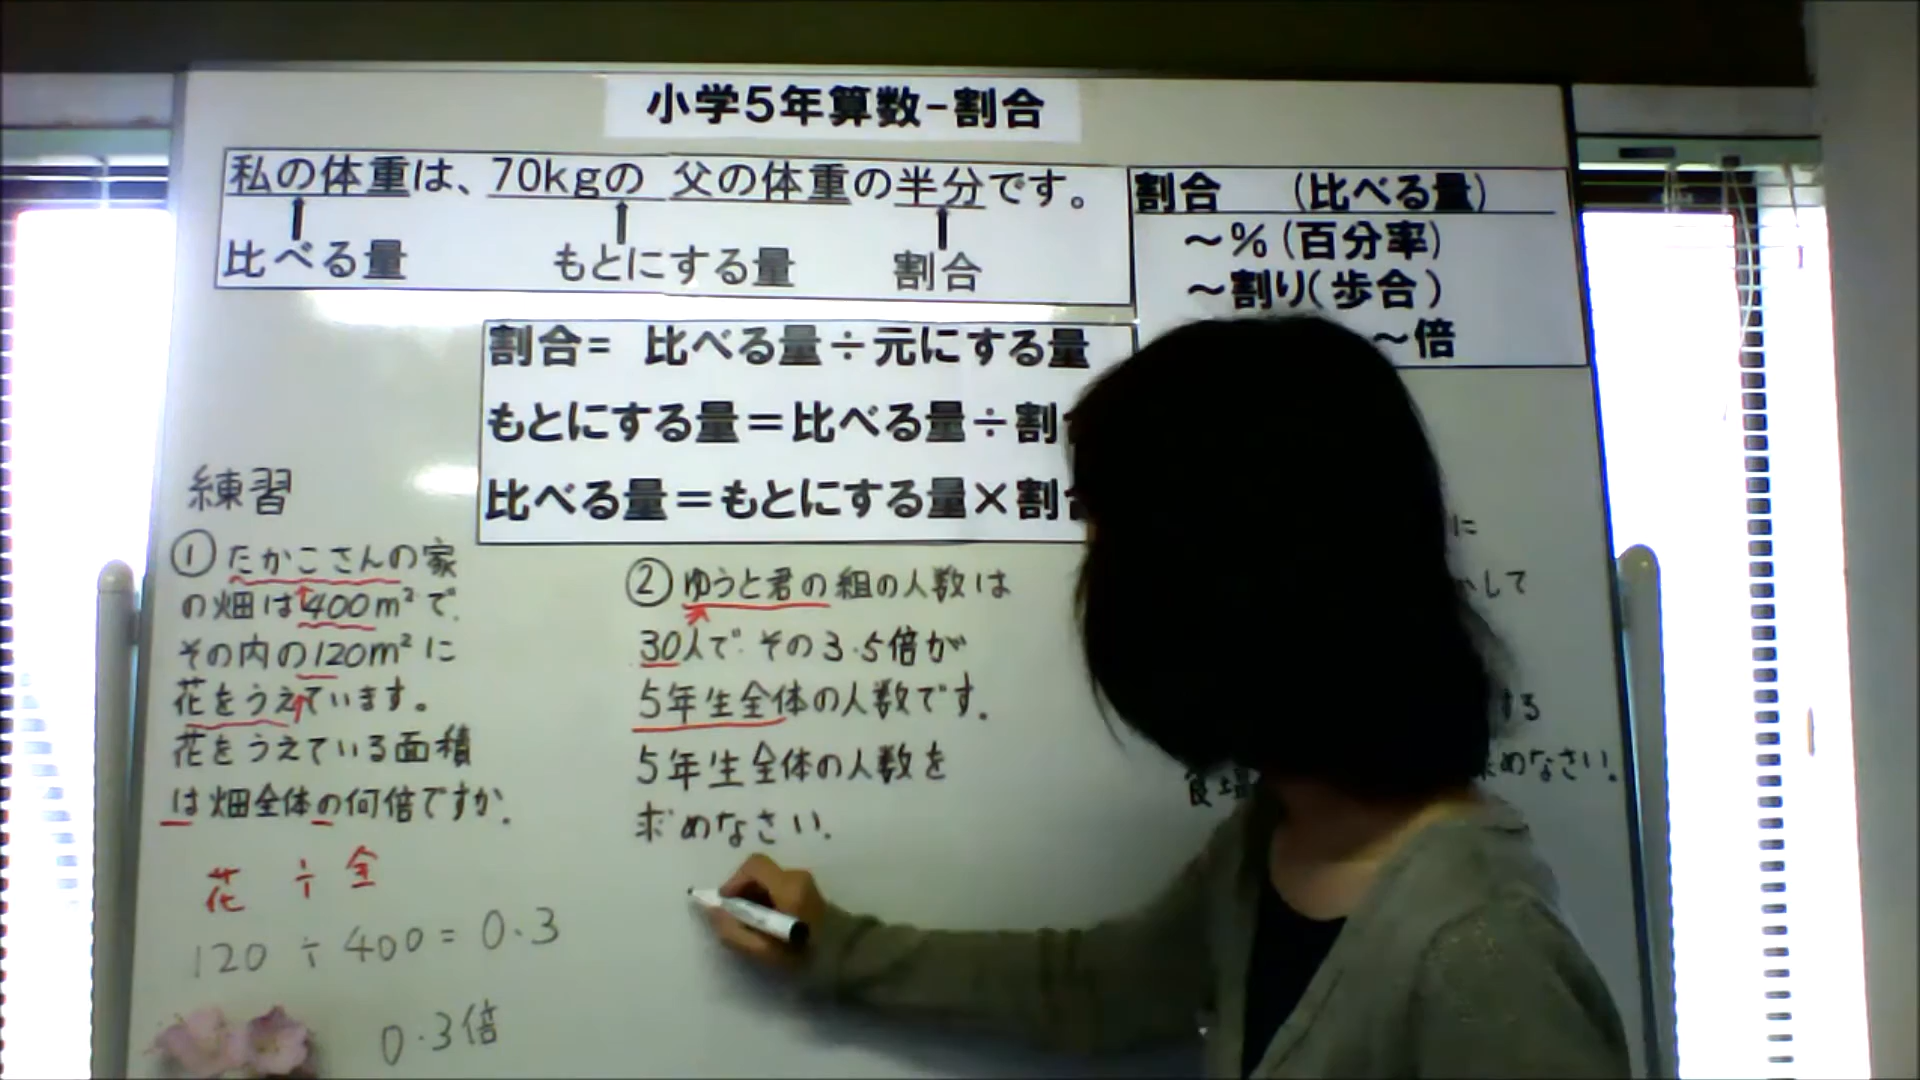 小学5年算数-割合
私の体重は、70kgの 父の体重の半分です。
比べる量 もとにする量 割合
割合 (比べる量)
～%(百分率)
～割り(歩合)
～倍
割合= 比べる量÷元にする量
もとにする量＝比べる量÷割
比べる量＝もとにする量×割
練習
① たかこさんの家
の畑は400m²で、
その内の120m²に
花をうえています。
花をうえている面積
は畑全体の何倍ですか。
花 ÷ 全
120 ÷ 400 = 0.3
0.3倍
② ゆうと君の組の人数は
30人で その3.5倍が
5年生全体の人数です。
5年生全体の人数を
求めなさい。
に
して
する
めなさい。